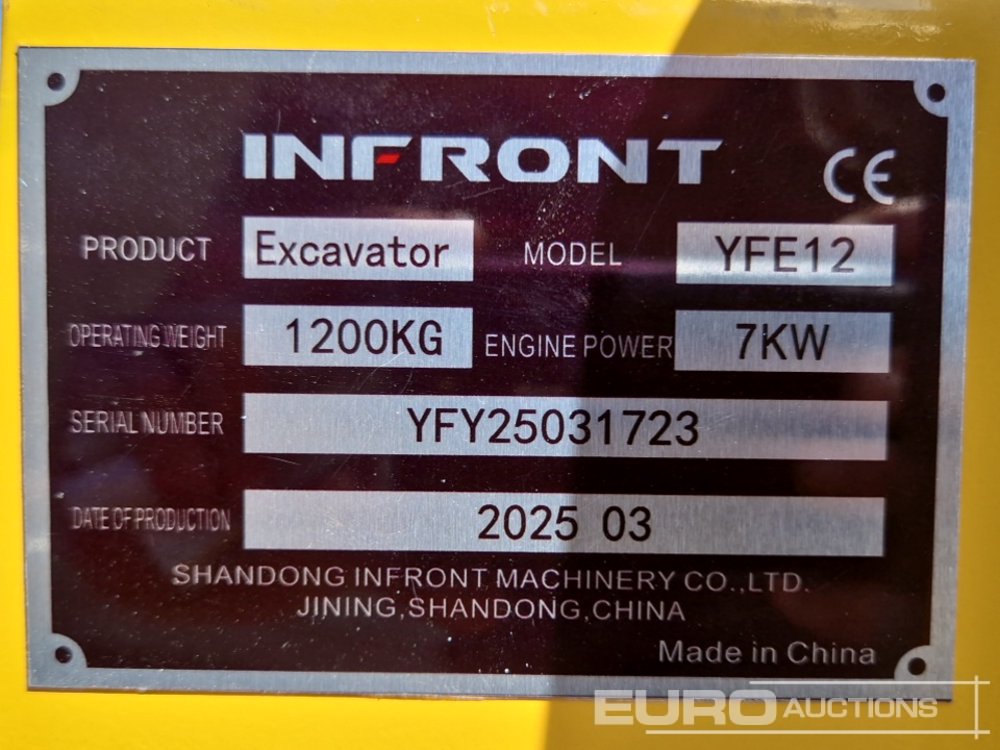 INFRONT CE
PRODUCT Excavator MODEL YFE12
OPERATING WEIGHT 1200KG ENGINE POWER 7KW
SERIAL NUMBER YFY25031723
DATE OF PRODUCTION 2025 03
SHANDONG INFRONT MACHINERY CO.,LTD.
JINING,SHANDONG,CHINA
Made in China
EURO AUCTIONS